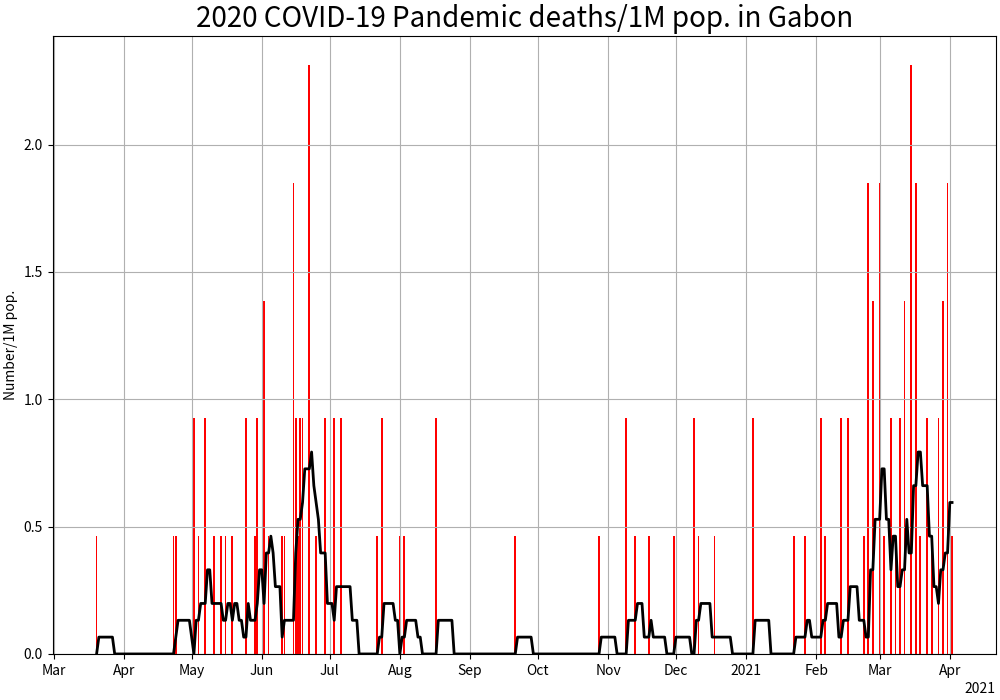 2020 COVID-19 Pandemic deaths/1M pop. in Gabon
Number/1M pop.
2.0
1.5
1.0
0.5
0.0
Mar Apr May Jun Jul Aug Sep Oct Nov Dec 2021 Feb Mar Apr
2021